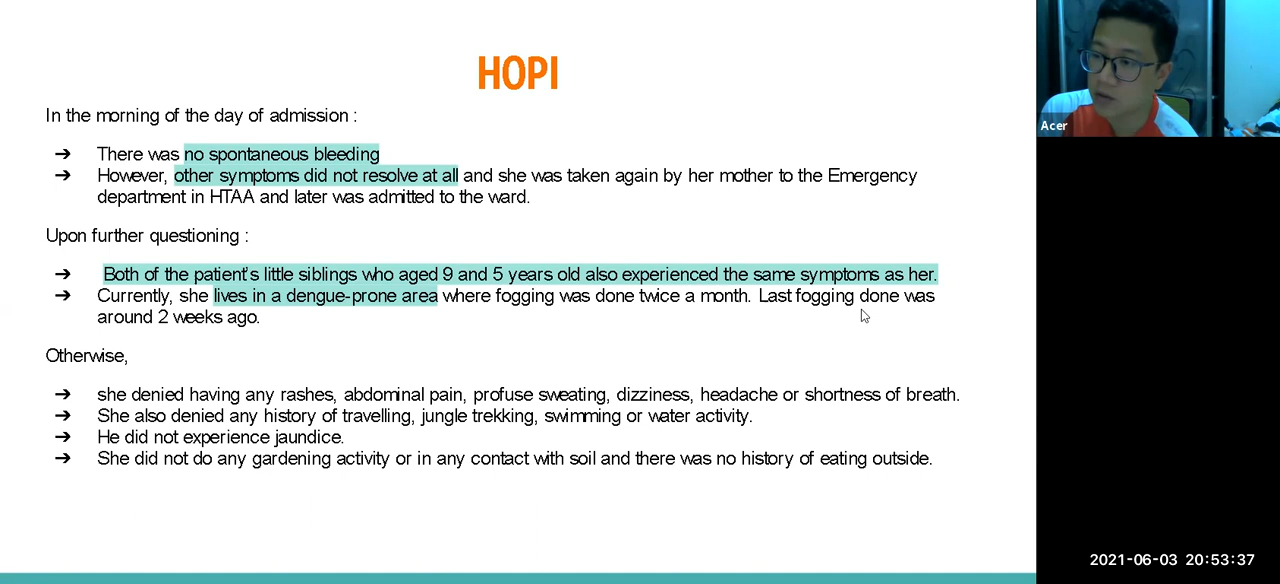 HOPI
In the morning of the day of admission :
➔ There was no spontaneous bleeding
➔ However, other symptoms did not resolve at all and she was taken again by her mother to the Emergency
department in HTAA and later was admitted to the ward.
Upon further questioning :
➔ Both of the patient's little siblings who aged 9 and 5 years old also experienced the same symptoms as her.
➔ Currently, she lives in a dengue-prone area where fogging was done twice a month. Last fogging done was
around 2 weeks ago.
Otherwise,
➔ she denied having any rashes, abdominal pain, profuse sweating, dizziness, headache or shortness of breath.
➔ She also denied any history of travelling, jungle trekking, swimming or water activity.
➔ He did not experience jaundice.
➔ She did not do any gardening activity or in any contact with soil and there was no history of eating outside.
Acer
2021-06-03 20:53:37